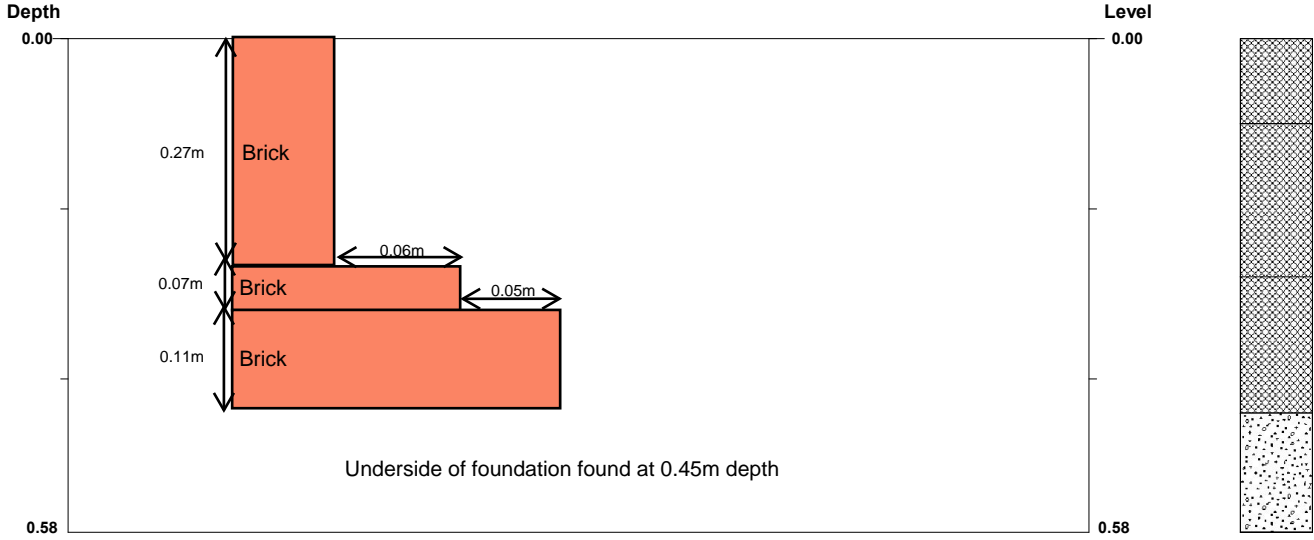 Depth
Level
0.00
0.00
0.27m
Brick
0.06m
0.07m
Brick
0.05m
0.11m
Brick
Underside of foundation found at 0.45m depth
0.58
0.58